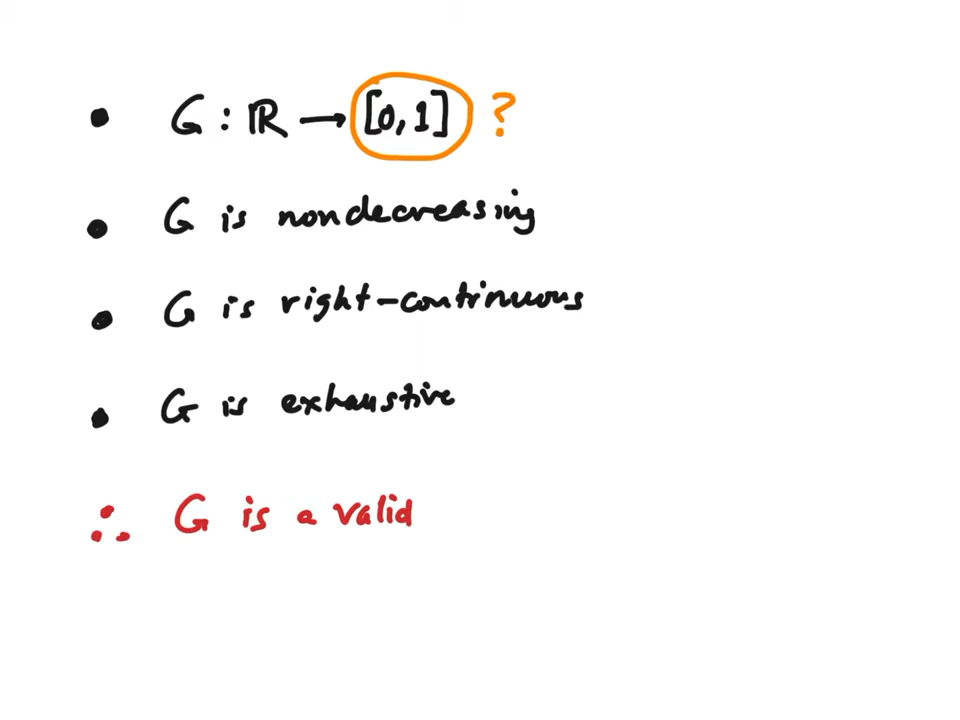 • G : ℝ → [0,1] ?
• G is nondecreasing
• G is right-continuous
• G is exhaustive
∴ G is a valid